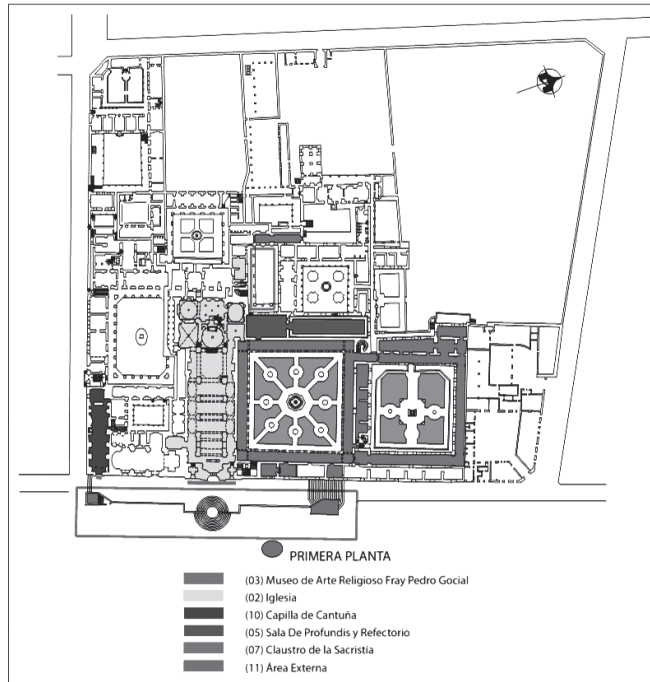 PRIMERA PLANTA
(03) Museo de Arte Religioso Fray Pedro Gocial
(02) Iglesia
(10) Capilla de Cantuña
(05) Sala De Profundis y Refectorio
(07) Claustro de la Sacristía
(11) Área Externa